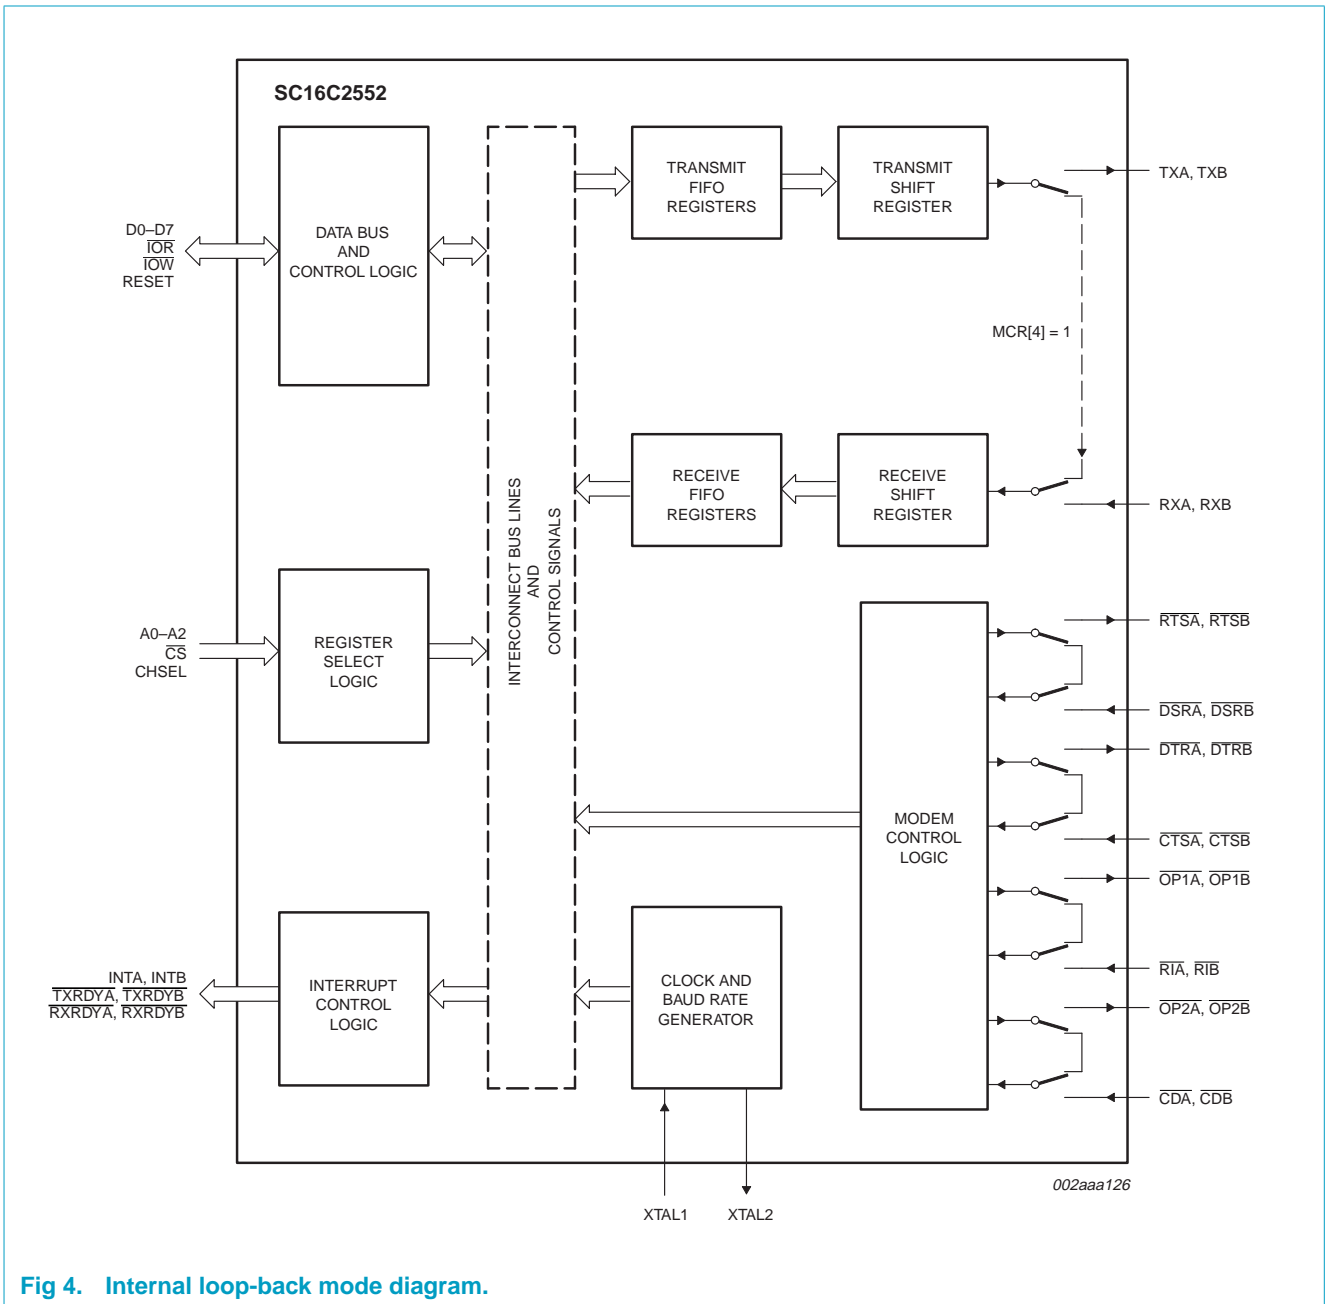 SC16C2552
D0–D7
IOR
IOW
RESET
DATA BUS
AND
CONTROL LOGIC
TRANSMIT
FIFO
REGISTERS
TRANSMIT
SHIFT
REGISTER
TXA, TXB
MCR[4] = 1
RECEIVE
FIFO
REGISTERS
RECEIVE
SHIFT
REGISTER
RXA, RXB
INTERCONNECT BUS LINES
AND
CONTROL SIGNALS
A0–A2
CS
CHSEL
REGISTER
SELECT
LOGIC
MODEM
CONTROL
LOGIC
RTSA, RTSB
DSRA, DSRB
DTRA, DTRB
CTSA, CTSB
OP1A, OP1B
RIA, RIB
OP2A, OP2B
CDA, CDB
INTA, INTB
TXRDYA, TXRDYB
RXRDYA, RXRDYB
INTERRUPT
CONTROL
LOGIC
CLOCK AND
BAUD RATE
GENERATOR
XTAL1
XTAL2
002aaa126
Fig 4. Internal loop-back mode diagram.